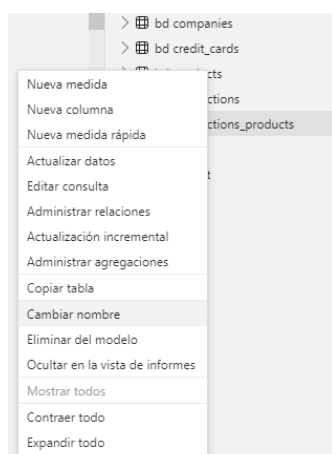 bd companies
bd credit_cards
cts
ctions
ctions_products
t
Nueva medida
Nueva columna
Nueva medida rápida
Actualizar datos
Editar consulta
Administrar relaciones
Actualización incremental
Administrar agregaciones
Copiar tabla
Cambiar nombre
Eliminar del modelo
Ocultar en la vista de informes
Mostrar todos
Contraer todo
Expandir todo